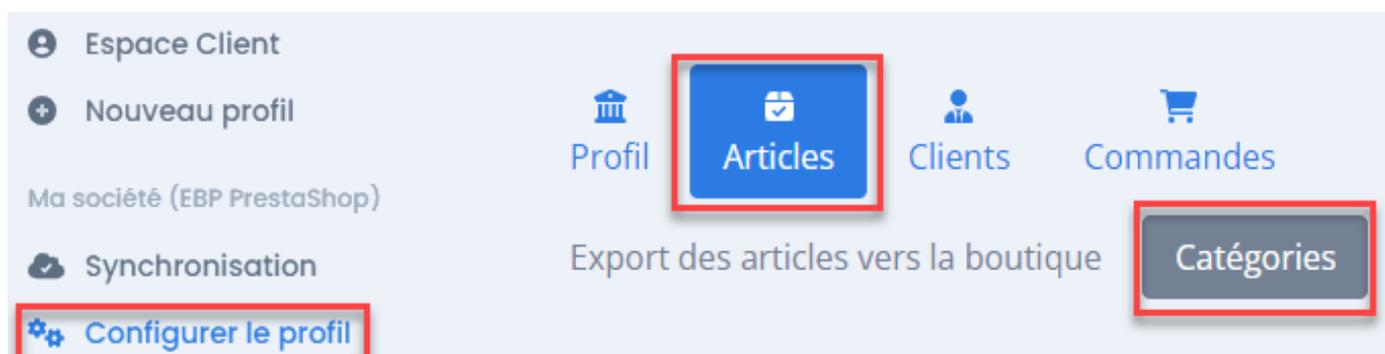 Espace Client
Nouveau profil
Ma société (EBP PrestaShop)
Synchronisation
Configurer le profil
Profil
Articles
Clients
Commandes
Export des articles vers la boutique
Catégories